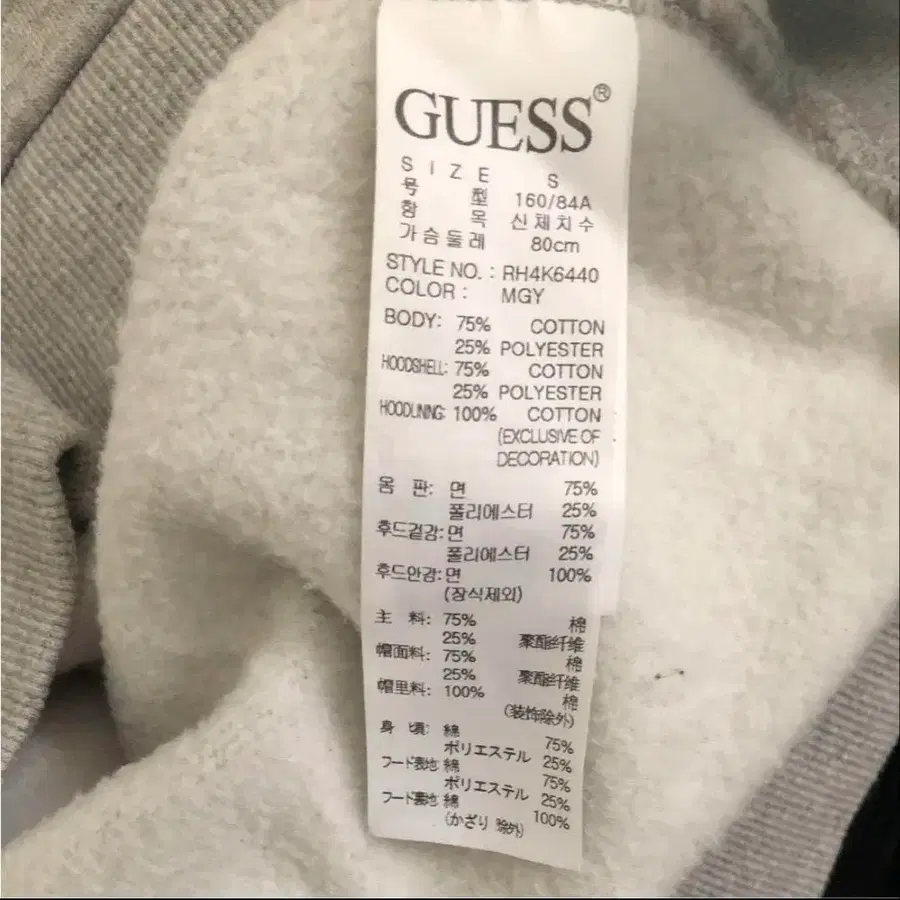 GUESS®
SIZE S
号型 160/84A
항목 신체치수
가슴둘레 80cm
STYLE NO. : RH4K6440
COLOR : MGY
BODY: 75% COTTON
25% POLYESTER
HOODSHELL: 75% COTTON
25% POLYESTER
HOODLINING: 100% COTTON
(EXCLUSIVE OF
DECORATION)
몸 판: 면 75%
폴리에스터 25%
후드겉감: 면 75%
폴리에스터 25%
후드안감: 면 100%
(장식제외)
主 料: 75% 棉
25% 聚酯纤维
帽面料: 75% 棉
25% 聚酯纤维
帽里料: 100% 棉
(装饰除外)
身 頃: 綿 75%
ポリエステル 25%
フード表地: 綿 75%
ポリエステル 25%
フード裏地: 綿 100%
(かざり 除外)